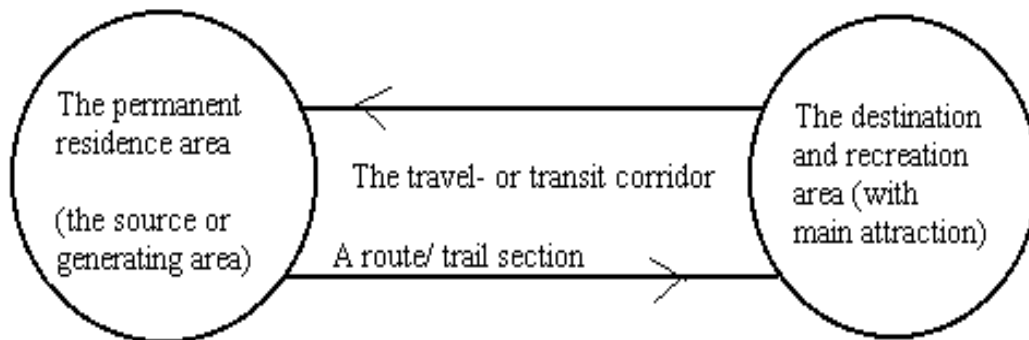 The permanent
residence area
(the source or
generating area)
The travel- or transit corridor
A route/ trail section
The destination
and recreation
area (with
main attraction)